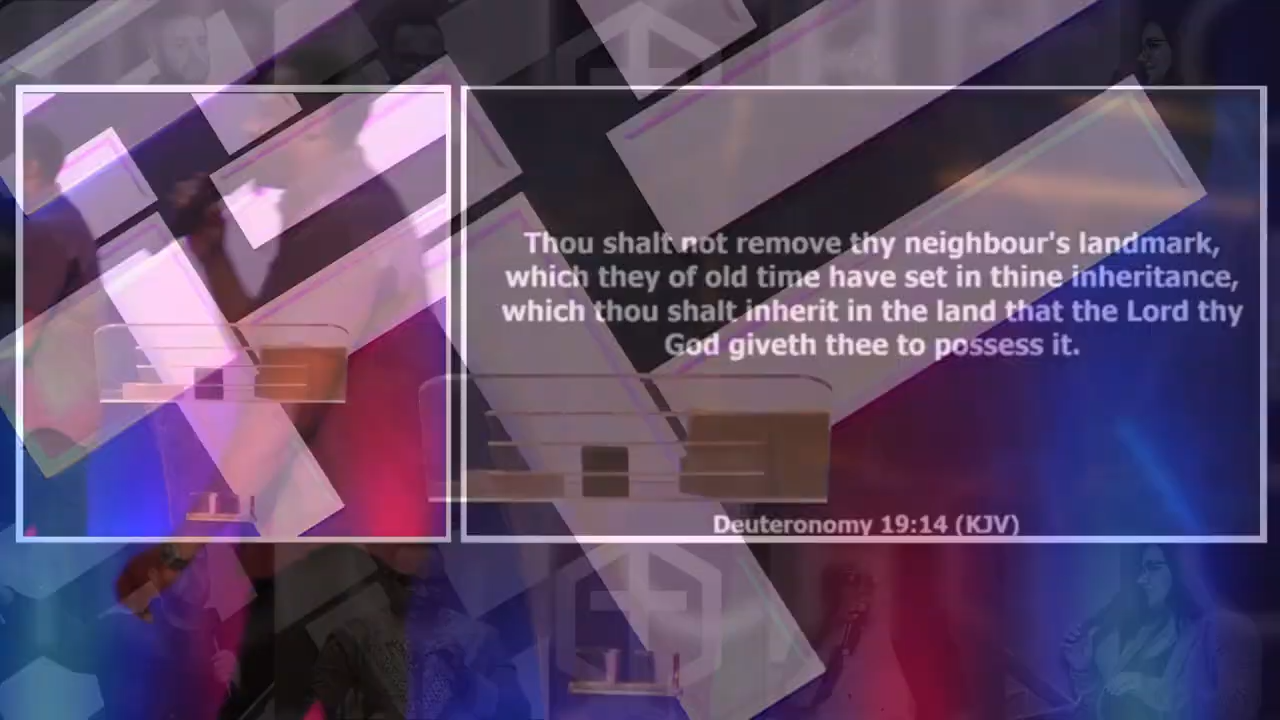 Thou shalt not remove thy neighbour's landmark,
which they of old time have set in thine inheritance,
which thou shalt inherit in the land that the Lord thy
God giveth thee to possess it.
Deuteronomy 19:14 (KJV)